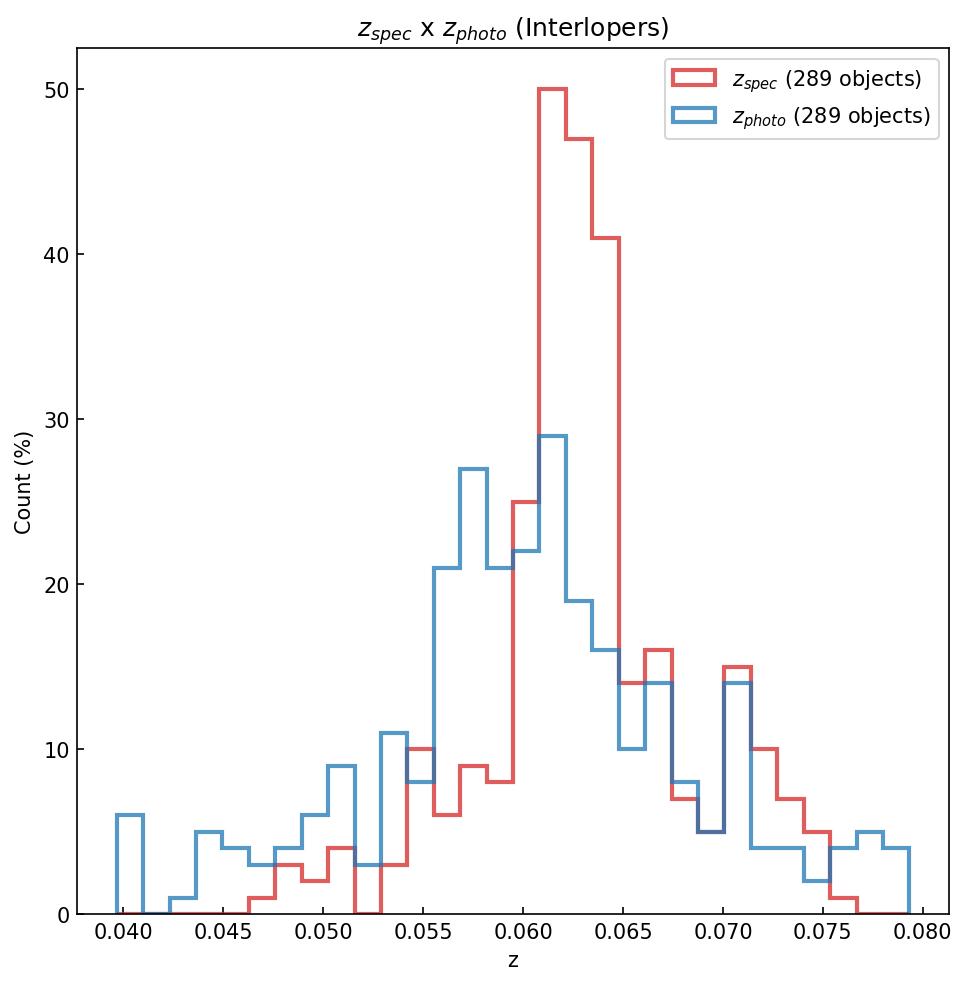 z_spec x z_photo (Interlopers)
z_spec (289 objects)
z_photo (289 objects)
Count (%)
50
40
30
20
10
0
0.040 0.045 0.050 0.055 0.060 0.065 0.070 0.075 0.080
z